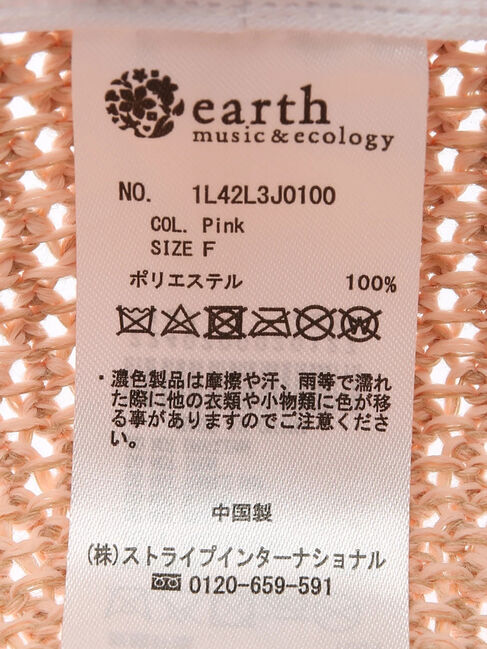 earth
music&ecology
NO. 1L42L3J0100
COL. Pink
SIZE F
ポリエステル 100%
・濃色製品は摩擦や汗、雨等で濡れ
た際に他の衣類や小物類に色が移
る事がありますのでご注意くださ
い。
中国製
(株)ストライプインターナショナル
0120-659-591